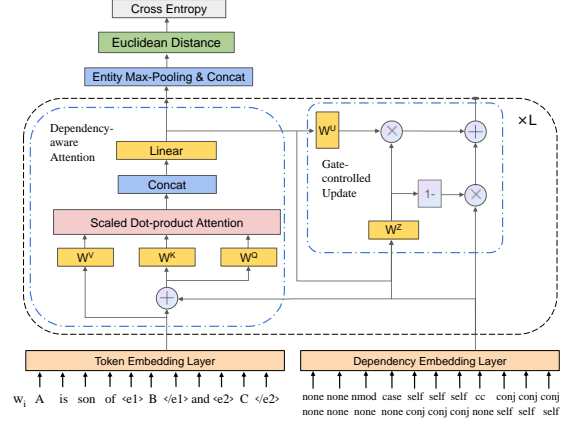 Cross Entropy
Euclidean Distance
Entity Max-Pooling & Concat
×L
Dependency-
aware
Attention
Linear
Concat
Scaled Dot-product Attention
W^V W^K W^Q
+
W^U × +
Gate-
controlled
Update
1- ×
W^Z
Token Embedding Layer
w_i A is son of <e1> B </e1> and <e2> C </e2>
Dependency Embedding Layer
none none nmod case self self self cc conj conj conj
none none none none conj conj conj none self self self